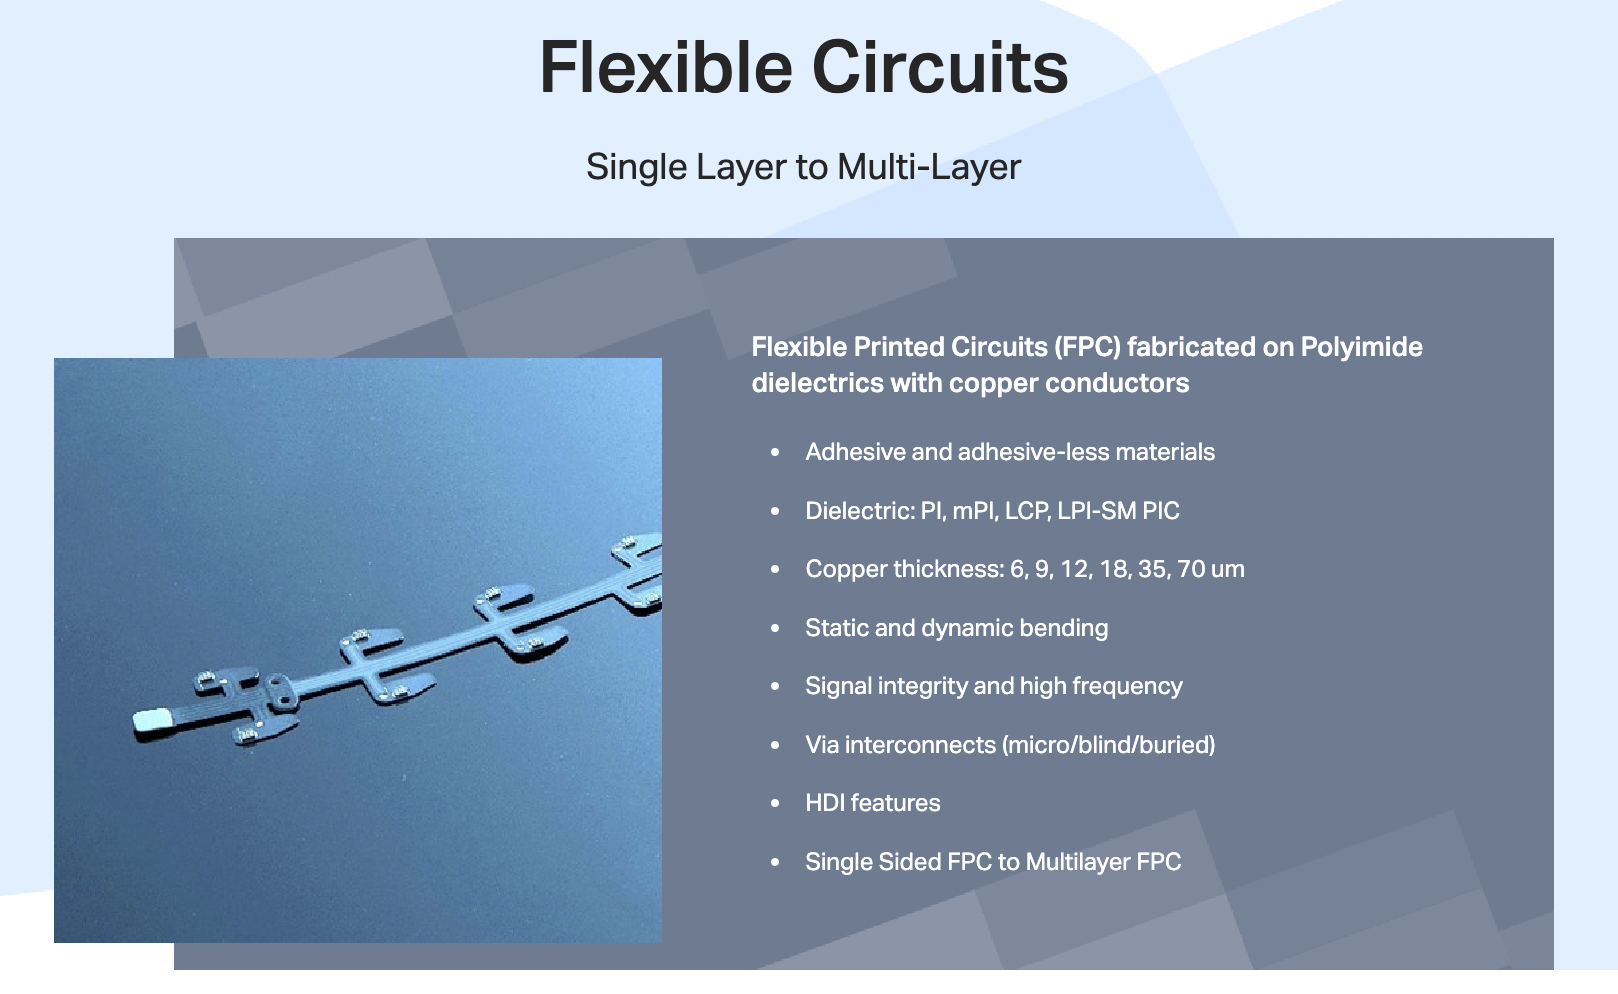 Flexible Circuits
Single Layer to Multi-Layer
Flexible Printed Circuits (FPC) fabricated on Polyimide
dielectrics with copper conductors
• Adhesive and adhesive-less materials
• Dielectric: PI, mPI, LCP, LPI-SM PIC
• Copper thickness: 6, 9, 12, 18, 35, 70 um
• Static and dynamic bending
• Signal integrity and high frequency
• Via interconnects (micro/blind/buried)
• HDI features
• Single Sided FPC to Multilayer FPC